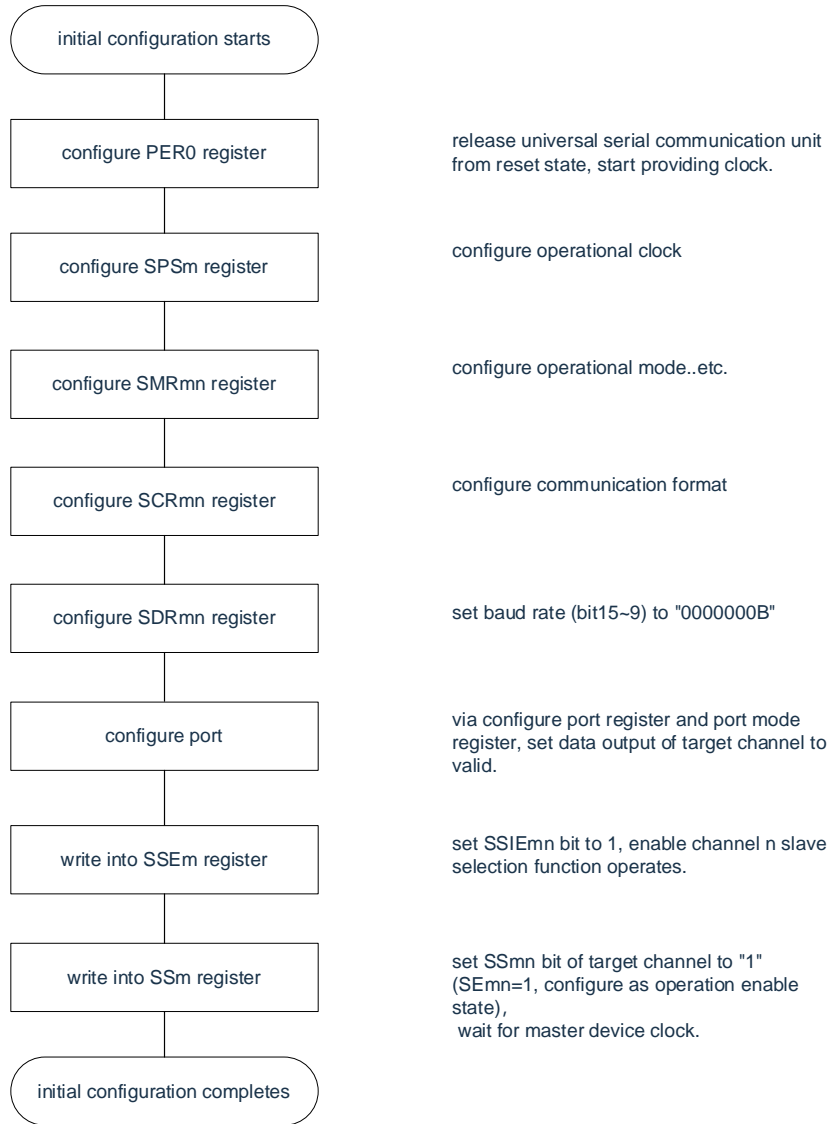 initial configuration starts
configure PER0 register
release universal serial communication unit
from reset state, start providing clock.
configure SPSm register
configure operational clock
configure SMRmn register
configure operational mode..etc.
configure SCRmn register
configure communication format
configure SDRmn register
set baud rate (bit15~9) to "0000000B"
configure port
via configure port register and port mode
register, set data output of target channel to
valid.
write into SSEm register
set SSIEmn bit to 1, enable channel n slave
selection function operates.
write into SSm register
set SSmn bit of target channel to "1"
(SEmn=1, configure as operation enable
state),
wait for master device clock.
initial configuration completes